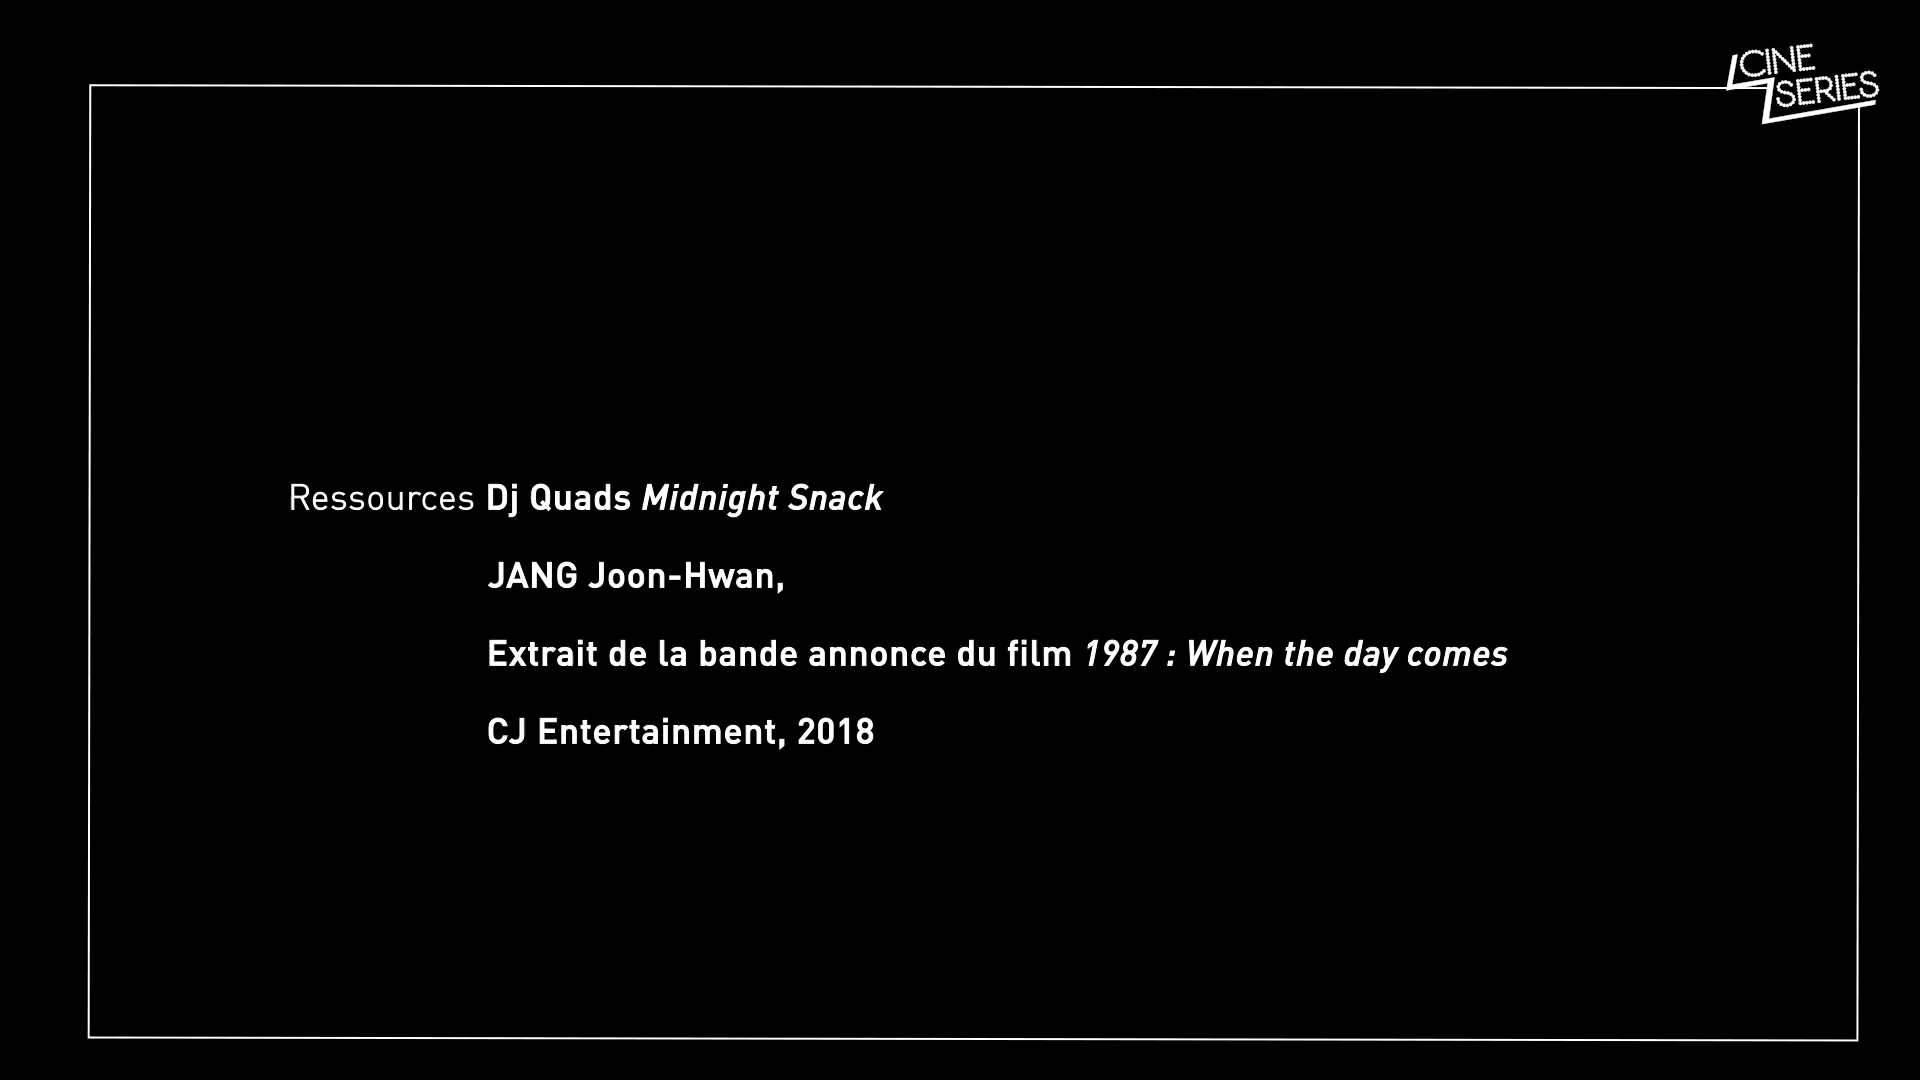 CINE
SERIES
Ressources Dj Quads Midnight Snack
JANG Joon-Hwan,
Extrait de la bande annonce du film 1987 : When the day comes
CJ Entertainment, 2018